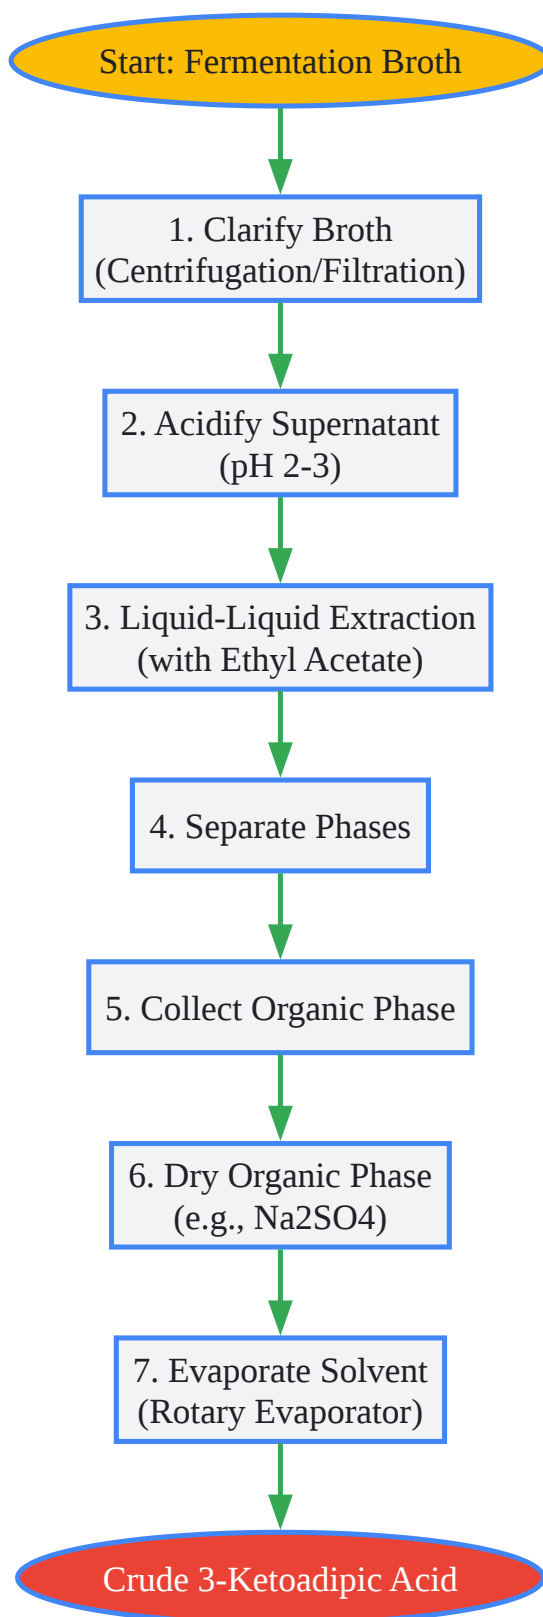 Start: Fermentation Broth
1. Clarify Broth
(Centrifugation/Filtration)
2. Acidify Supernatant
(pH 2-3)
3. Liquid-Liquid Extraction
(with Ethyl Acetate)
4. Separate Phases
5. Collect Organic Phase
6. Dry Organic Phase
(e.g., Na2SO4)
7. Evaporate Solvent
(Rotary Evaporator)
Crude 3-Ketoadipic Acid